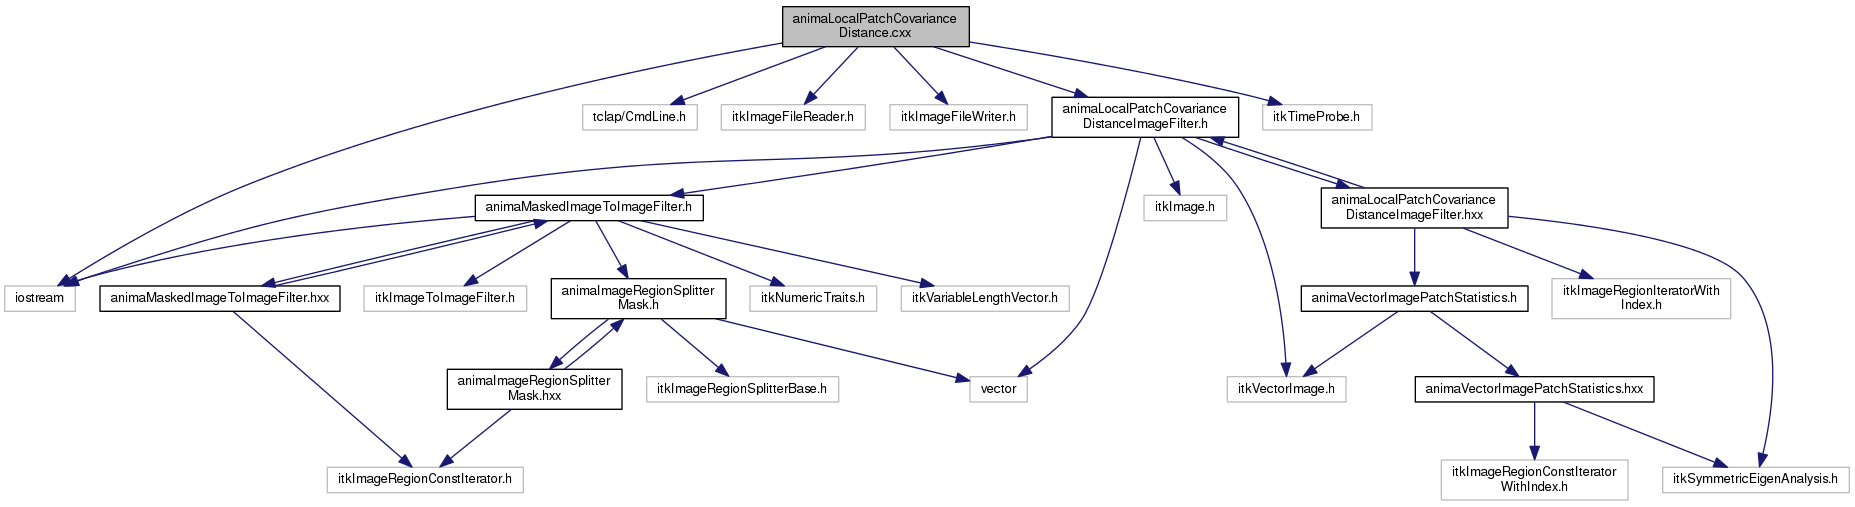 animaLocalPatchCovariance
Distance.cxx
tclap/CmdLine.h
itkImageFileReader.h
itkImageFileWriter.h
animaLocalPatchCovariance
DistanceImageFilter.h
itkTimeProbe.h
animaMaskedImageToImageFilter.h
itkImage.h
animaLocalPatchCovariance
DistanceImageFilter.hxx
iostream
animaMaskedImageToImageFilter.hxx
itkImageToImageFilter.h
animaImageRegionSplitter
Mask.h
itkNumericTraits.h
itkVariableLengthVector.h
animaVectorImagePatchStatistics.h
itkImageRegionIteratorWith
Index.h
animaImageRegionSplitter
Mask.hxx
itkImageRegionSplitterBase.h
vector
itkVectorImage.h
animaVectorImagePatchStatistics.hxx
itkImageRegionConstIterator.h
itkImageRegionConstIterator
WithIndex.h
itkSymmetricEigenAnalysis.h